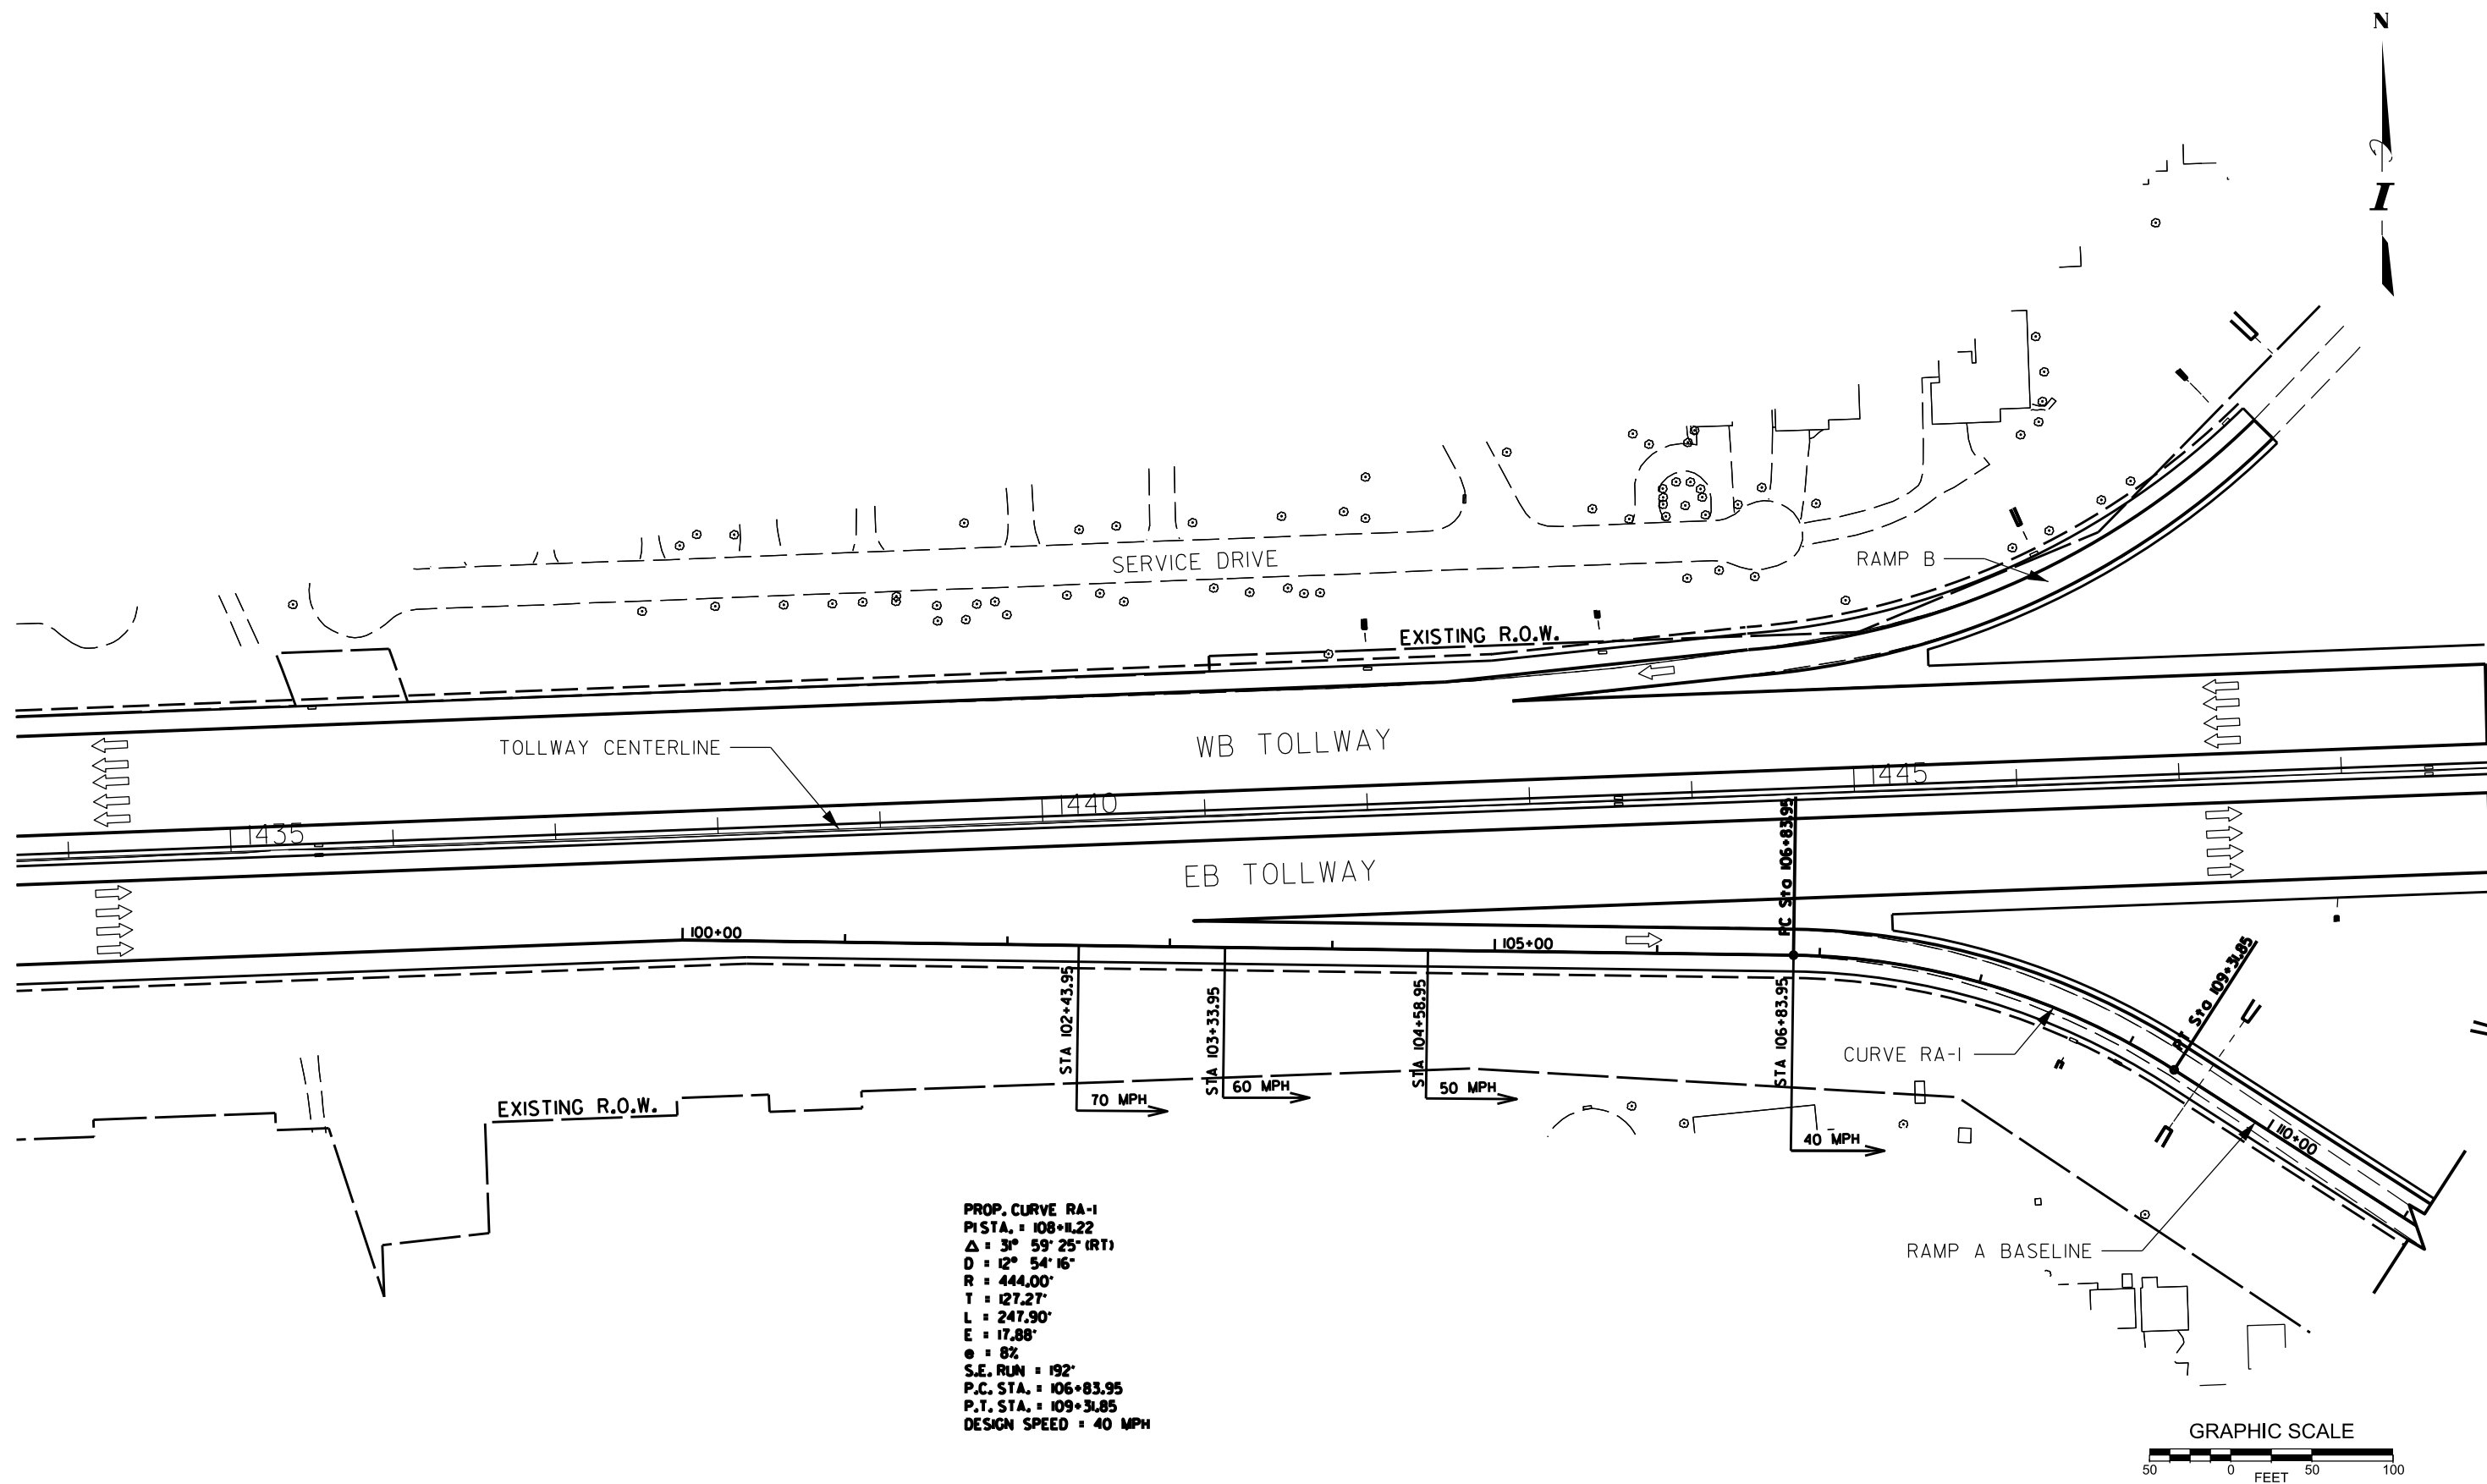 N
I
SERVICE DRIVE
RAMP B
EXISTING R.O.W.
TOLLWAY CENTERLINE
WB TOLLWAY
1445
1440
1435
PC Sta 106+83.95
EB TOLLWAY
100+00
105+00
PT Sta 109+31.85
STA 102+43.95
STA 103+33.95
STA 104+58.95
STA 106+83.95
CURVE RA-1
70 MPH
60 MPH
50 MPH
40 MPH
EXISTING R.O.W.
110+00
RAMP A BASELINE
PROP. CURVE RA-1
PI STA. = 108+11.22
Δ = 31° 59' 25" (RT)
D = 12° 54' 16"
R = 444.00'
T = 127.27'
L = 247.90'
E = 17.88'
e = 8%
S.E. RUN = 192'
P.C. STA. = 106+83.95
P.T. STA. = 109+31.85
DESIGN SPEED = 40 MPH
GRAPHIC SCALE
50 0 50 100
FEET